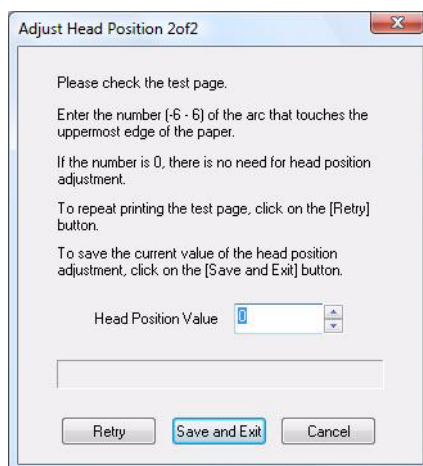 Adjust Head Position 2of2
Please check the test page.
Enter the number (-6 - 6) of the arc that touches the
uppermost edge of the paper.
If the number is 0, there is no need for head position
adjustment.
To repeat printing the test page, click on the [Retry]
button.
To save the current value of the head position
adjustment, click on the [Save and Exit] button.
Head Position Value 0
Retry Save and Exit Cancel